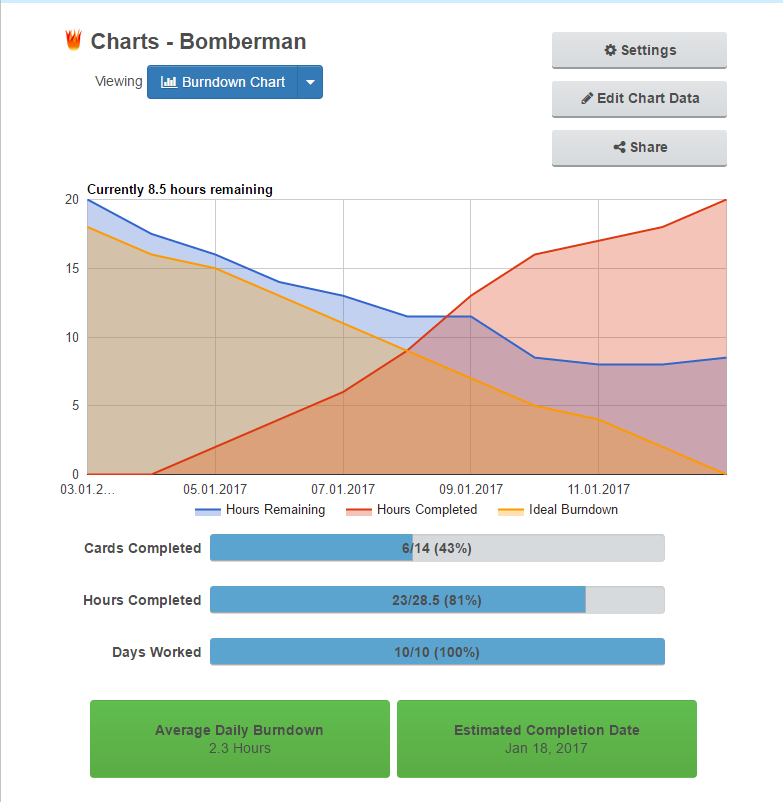 Charts - Bomberman
Viewing Burndown Chart
Settings
Edit Chart Data
Share
Currently 8.5 hours remaining
20
15
10
5
0
03.01.2… 05.01.2017 07.01.2017 09.01.2017 11.01.2017
Hours Remaining Hours Completed Ideal Burndown
Cards Completed 6/14 (43%)
Hours Completed 23/28.5 (81%)
Days Worked 10/10 (100%)
Average Daily Burndown
2.3 Hours
Estimated Completion Date
Jan 18, 2017